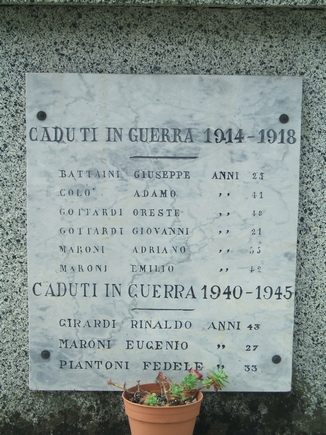 CADUTI IN GUERRA 1914-1918
BATTAINI GIUSEPPE ANNI
COLO' ADAMO ,, 41
GOTTARDI ORESTE ,,
GOTTARDI GIOVANNI ,, 21
MARONI ADRIANO ,,
MARONI EMILIO ,, 42
CADUTI IN GUERRA 1940-1945
GIRARDI RINALDO ANNI 43
MARONI EUGENIO ,, 27
PIANTONI FEDELE ,, 33